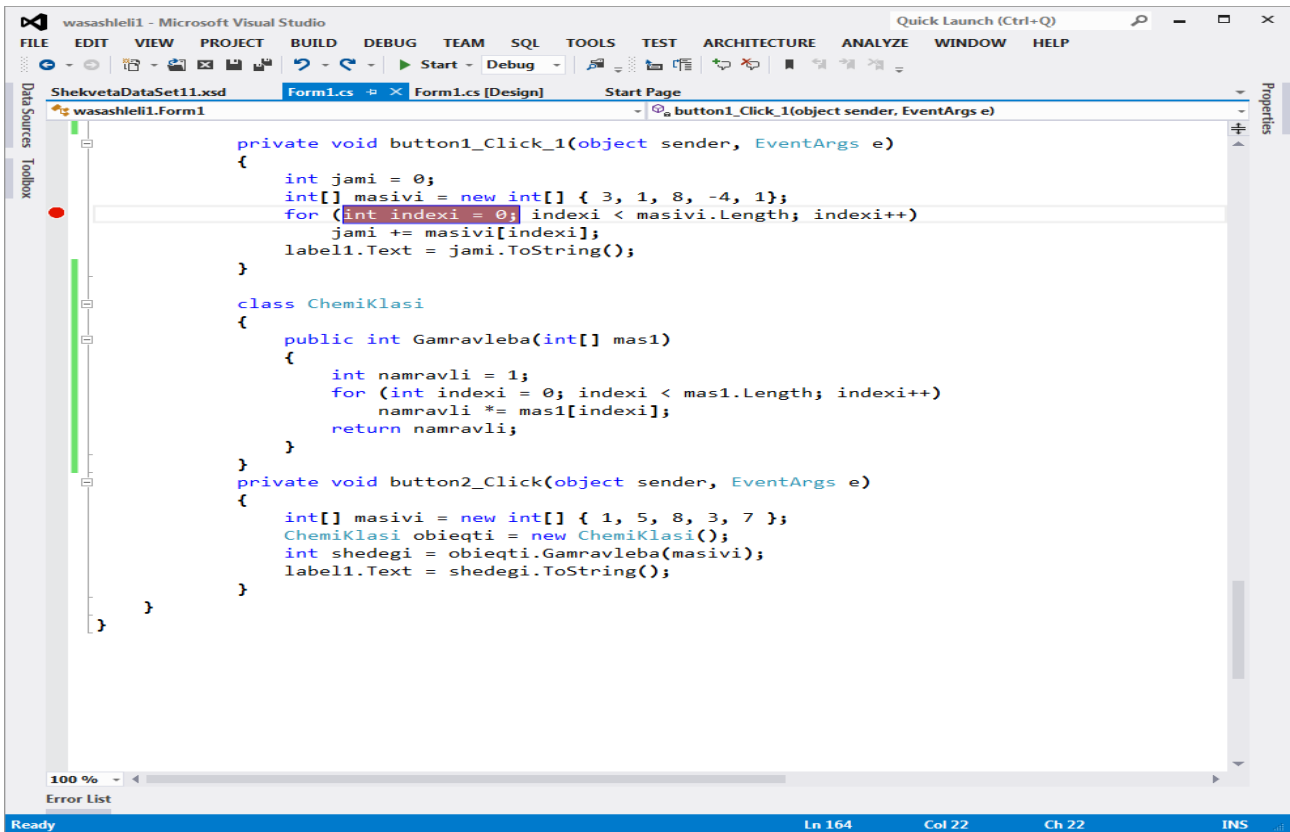 wasashleli1 - Microsoft Visual Studio
Quick Launch (Ctrl+Q)
FILE EDIT VIEW PROJECT BUILD DEBUG TEAM SQL TOOLS TEST ARCHITECTURE ANALYZE WINDOW HELP
Start Debug
Data Sources
Toolbox
Properties
ShekvetaDataSet11.xsd Form1.cs Form1.cs [Design] Start Page
wasashleli1.Form1 button1_Click_1(object sender, EventArgs e)
private void button1_Click_1(object sender, EventArgs e)
{
int jami = 0;
int[] masivi = new int[] { 3, 1, 8, -4, 1};
for (int indexi = 0; indexi < masivi.Length; indexi++)
jami += masivi[indexi];
label1.Text = jami.ToString();
}
class ChemiKlasi
{
public int Gamravleba(int[] mas1)
{
int namravli = 1;
for (int indexi = 0; indexi < mas1.Length; indexi++)
namravli *= mas1[indexi];
return namravli;
}
}
private void button2_Click(object sender, EventArgs e)
{
int[] masivi = new int[] { 1, 5, 8, 3, 7 };
ChemiKlasi obieqti = new ChemiKlasi();
int shedegi = obieqti.Gamravleba(masivi);
label1.Text = shedegi.ToString();
}
}
}
100 %
Error List
Ready Ln 164 Col 22 Ch 22 INS